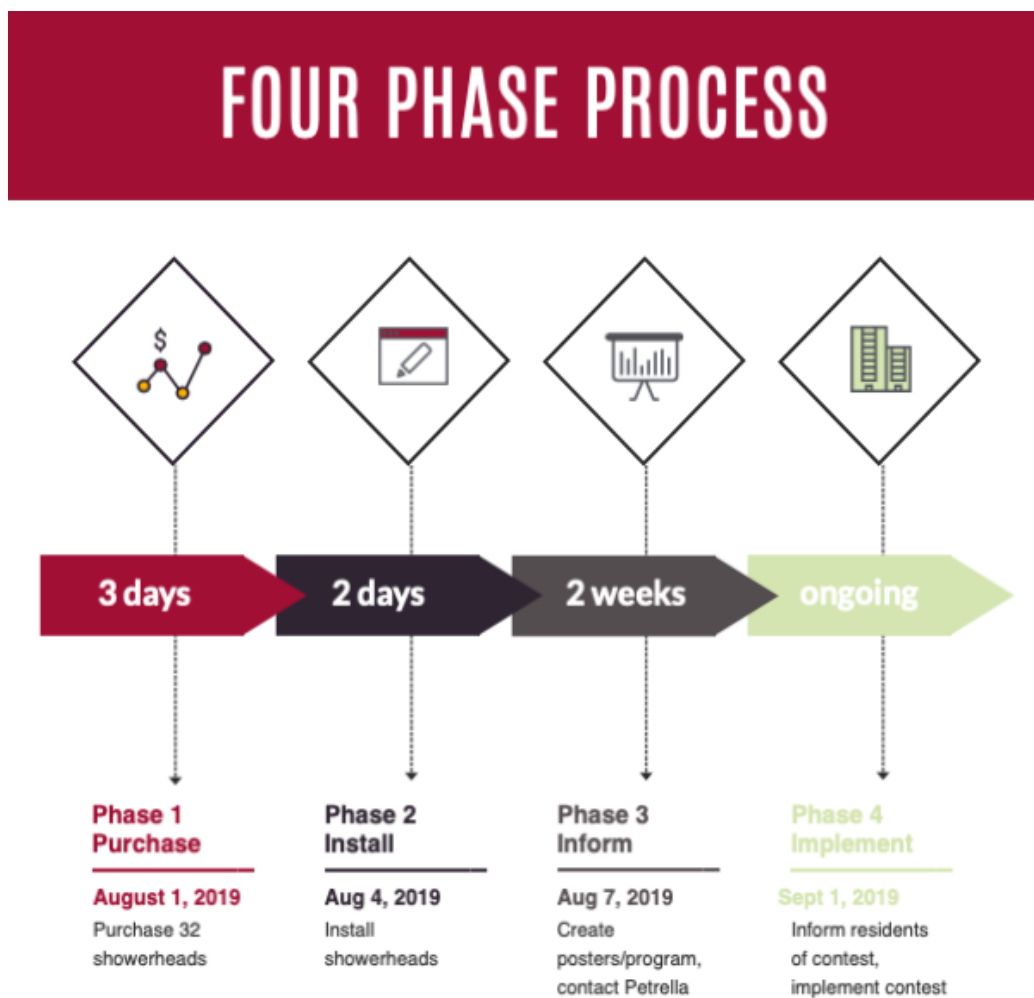 FOUR PHASE PROCESS
$
3 days
2 days
2 weeks
ongoing
Phase 1
Purchase
August 1, 2019
Purchase 32
showerheads
Phase 2
Install
Aug 4, 2019
Install
showerheads
Phase 3
Inform
Aug 7, 2019
Create
posters/program,
contact Petrella
Phase 4
Implement
Sept 1, 2019
Inform residents
of contest,
implement contest